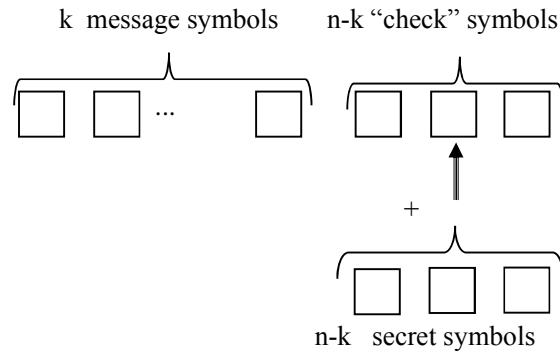 k message symbols
n-k “check” symbols
...
+
n-k secret symbols